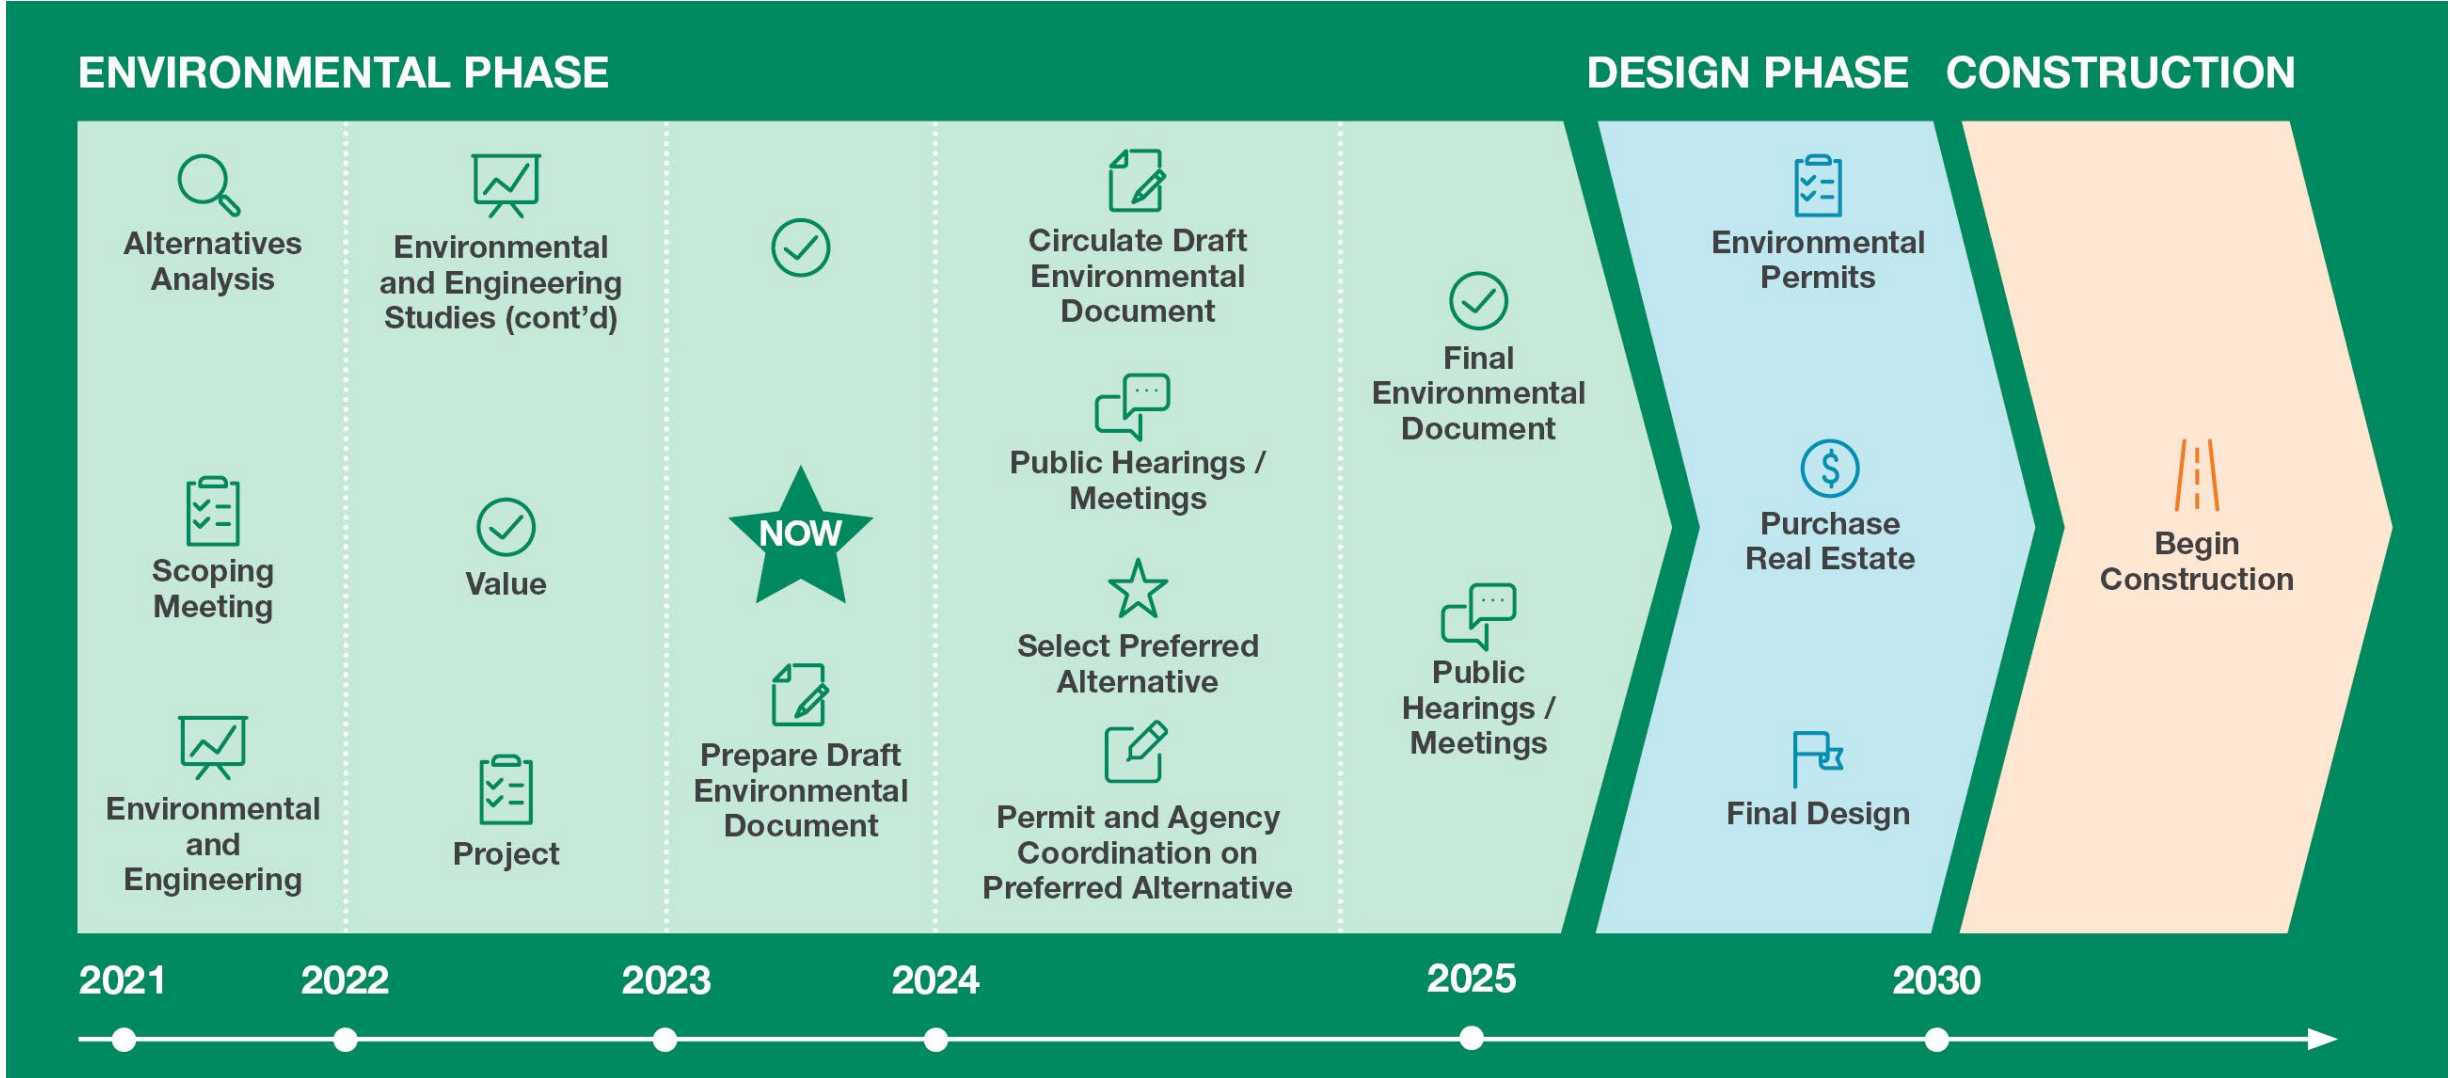 ENVIRONMENTAL PHASE
DESIGN PHASE
CONSTRUCTION
Alternatives
Analysis
Scoping
Meeting
Environmental
and
Engineering
Environmental
and Engineering
Studies (cont’d)
Value
Project
NOW
Prepare Draft
Environmental
Document
Circulate Draft
Environmental
Document
Public Hearings /
Meetings
Select Preferred
Alternative
Permit and Agency
Coordination on
Preferred Alternative
Final
Environmental
Document
Public
Hearings /
Meetings
Environmental
Permits
$
Purchase
Real Estate
Final Design
Begin
Construction
2021
2022
2023
2024
2025
2030